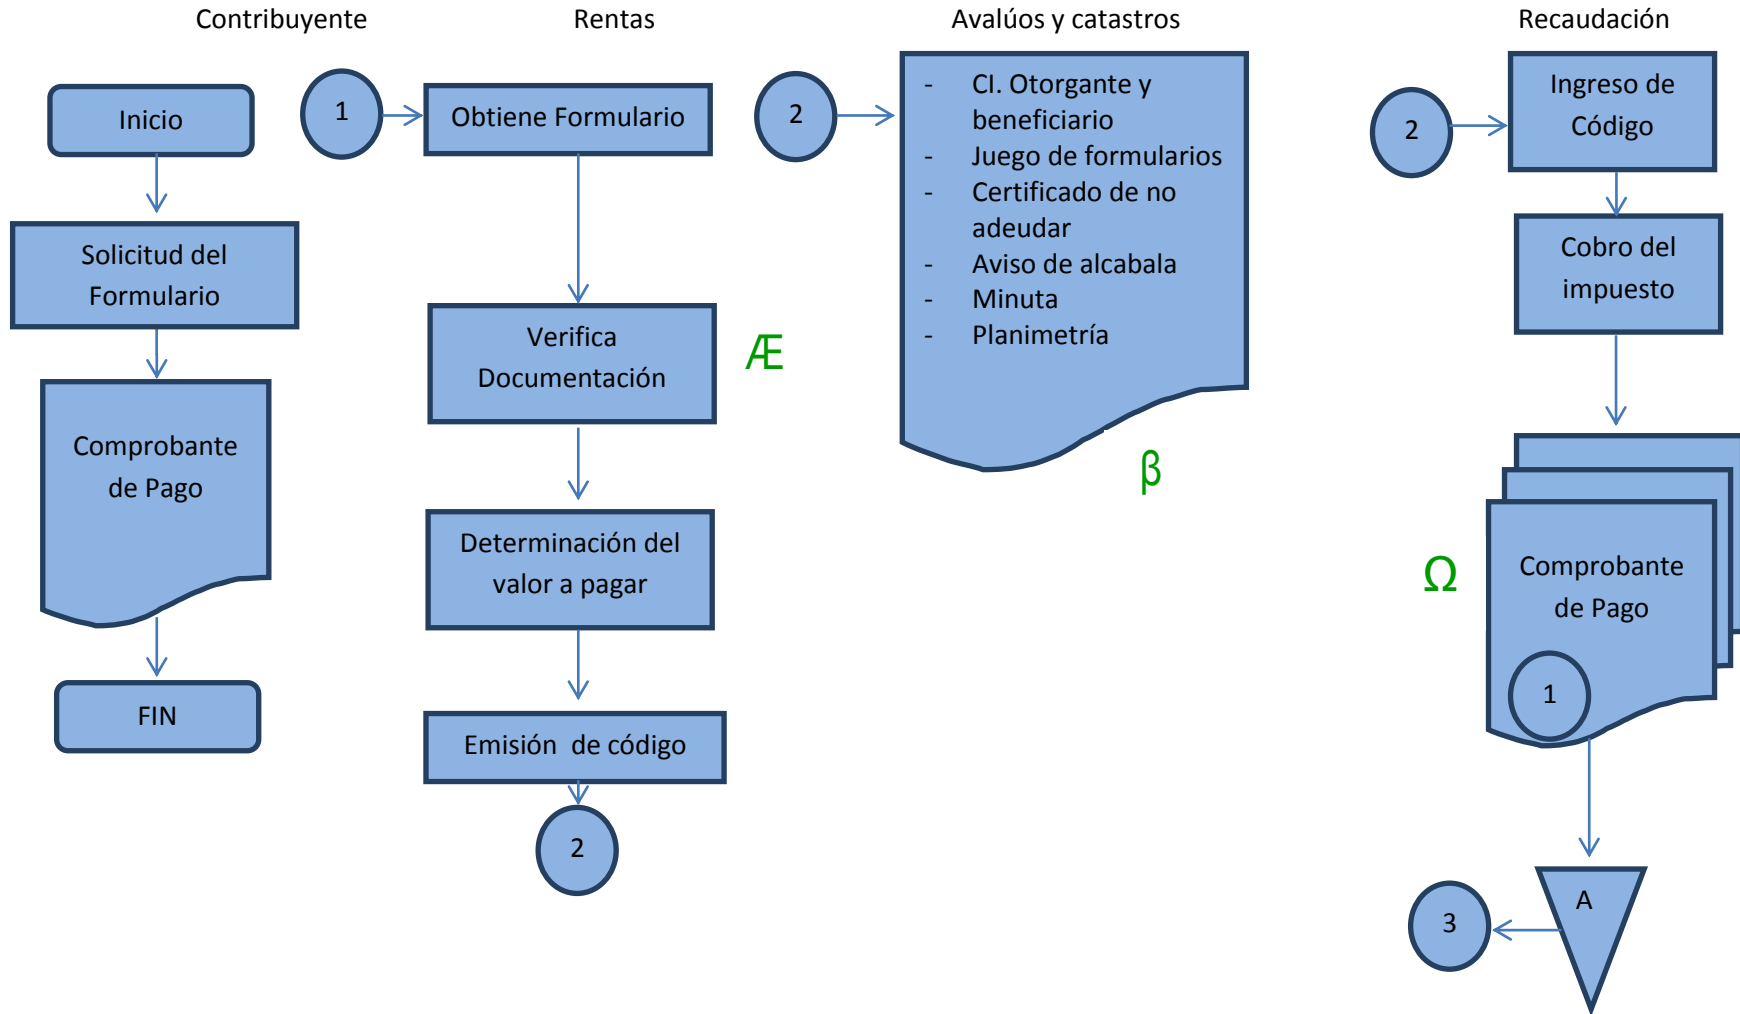 Contribuyente
Rentas
Avalúos y catastros
Recaudación
Inicio
Solicitud del
Formulario
Comprobante
de Pago
FIN
1
Obtiene Formulario
Verifica
Documentación
Æ
Determinación del
valor a pagar
Emisión de código
2
2
- CI. Otorgante y
beneficiario
- Juego de formularios
- Certificado de no
adeudar
- Aviso de alcabala
- Minuta
- Planimetría
β
2
Ingreso de
Código
Cobro del
impuesto
Ω
Comprobante
de Pago
1
A
3